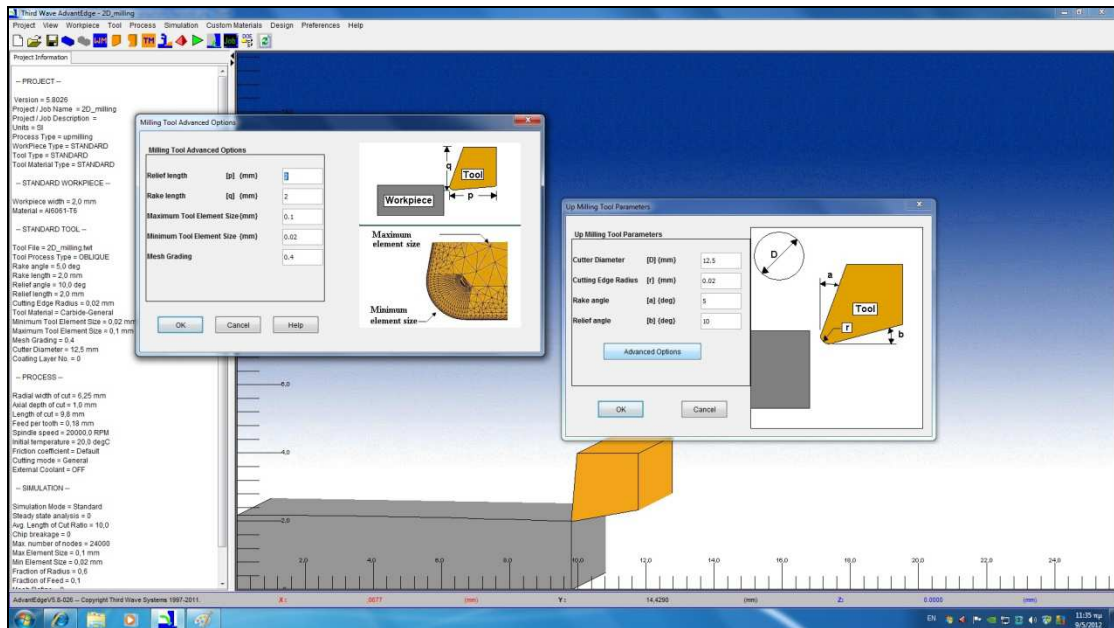 Third Wave AdvantEdge - 2D_milling
Project View Workpiece Tool Process Simulation Custom Materials Design Preferences Help
WM TM Job DOE
Project Information
-- PROJECT --
Version = 5.8026
Project / Job Name = 2D_milling
Project / Job Description =
Units = SI
Process Type = upmilling
WorkPiece Type = STANDARD
Tool Type = STANDARD
Tool Material Type = STANDARD
-- STANDARD WORKPIECE --
Workpiece width = 2,0 mm
Material = Al6061-T6
-- STANDARD TOOL --
Tool File = 2D_milling.twt
Tool Process Type = OBLIQUE
Rake angle = 5,0 deg
Rake length = 2,0 mm
Relief angle = 10,0 deg
Relief length = 2,0 mm
Cutting Edge Radius = 0,02 mm
Tool Material = Carbide-General
Minimum Tool Element Size = 0,02 mm
Maximum Tool Element Size = 0,1 mm
Mesh Grading = 0,4
Cutter Diameter = 12,5 mm
Coating Layer No. = 0
-- PROCESS --
Radial width of cut = 6,25 mm
Axial depth of cut = 1,0 mm
Length of cut = 9,8 mm
Feed per tooth = 0,18 mm
Spindle speed = 20000,0 RPM
Initial temperature = 20,0 degC
Friction coefficient = Default
Cutting mode = General
External Coolant = OFF
-- SIMULATION --
Simulation Mode = Standard
Steady state analysis = 0
Avg. Length of Cut Ratio = 10,0
Chip breakage = 0
Max. number of nodes = 24000
Max Element Size = 0,1 mm
Min Element Size = 0,02 mm
Fraction of Radius = 0,6
Fraction of Feed = 0,1
Milling Tool Advanced Options
Milling Tool Advanced Options
Relief length [p] (mm) 2
Rake length [q] (mm) 2
Maximum Tool Element Size(mm) 0.1
Minimum Tool Element Size (mm) 0.02
Mesh Grading 0.4
OK Cancel Help
q Tool
Workpiece p
Maximum
element size
Minimum
element size
Up Milling Tool Parameters
Up Milling Tool Parameters
Cutter Diameter [D] (mm) 12.5
Cutting Edge Radius [r] (mm) 0.02
Rake angle [a] (deg) 5
Relief angle [b] (deg) 10
Advanced Options
OK Cancel
D
a
Tool
r b
6,0
4,0
2,0
2,0 4,0 6,0 8,0 10,0 12,0 14,0 16,0 18,0 20,0 22,0 24,0
AdvantEdgeV5.8-026 -- Copyright Third Wave Systems 1997-2011. X: ,0677 (mm) Y: 14.4290 (mm) Z: 0.0000 (mm)
EN 11:35 πμ
9/5/2012